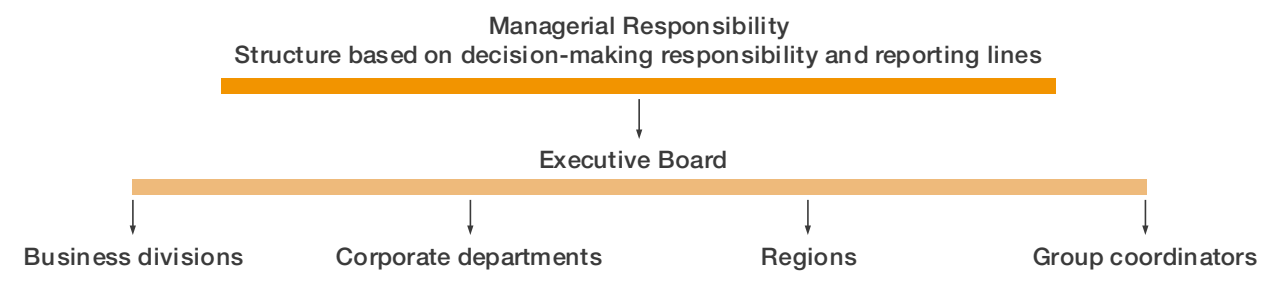 Managerial Responsibility
Structure based on decision-making responsibility and reporting lines
Executive Board
Business divisions
Corporate departments
Regions
Group coordinators